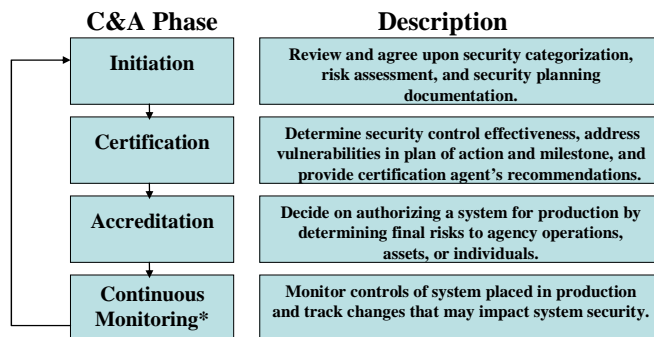 C&A Phase
Description
Initiation
Review and agree upon security categorization,
risk assessment, and security planning
documentation.
Certification
Determine security control effectiveness, address
vulnerabilities in plan of action and milestone, and
provide certification agent's recommendations.
Accreditation
Decide on authorizing a system for production by
determining final risks to agency operations,
assets, or individuals.
Continuous
Monitoring*
Monitor controls of system placed in production
and track changes that may impact system security.